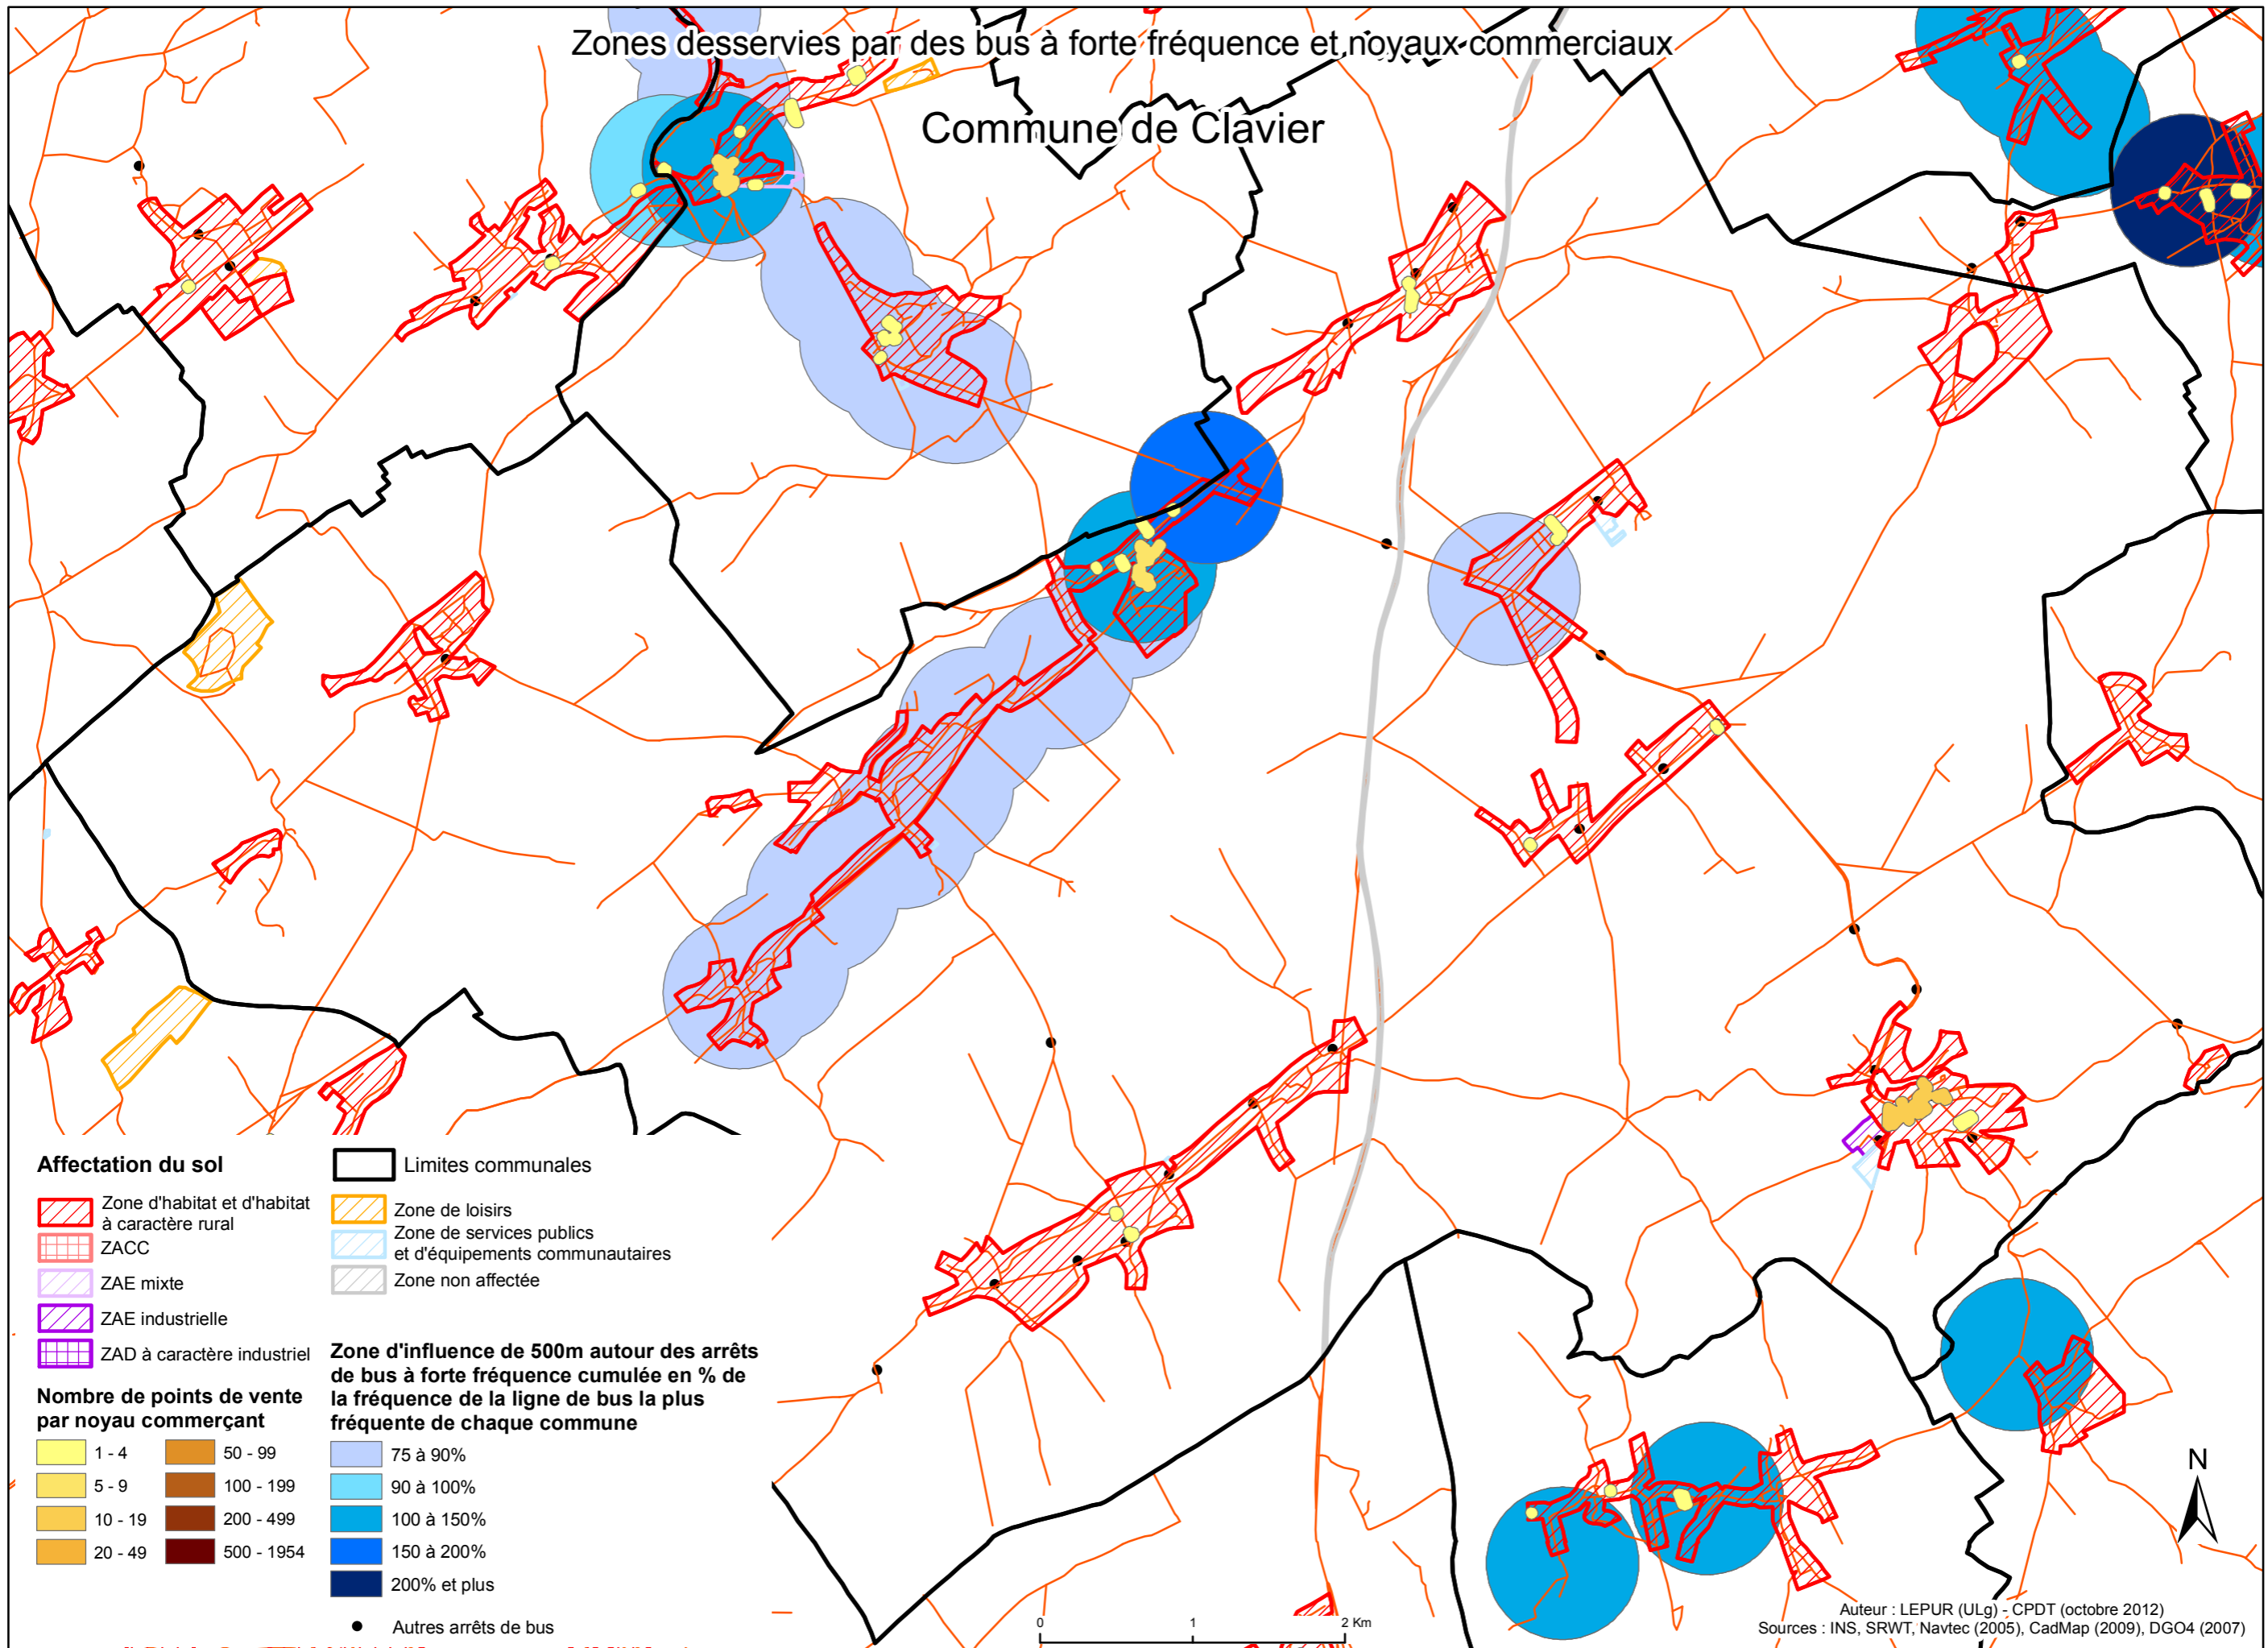 Zones desservies par des bus à forte fréquence et noyaux commerciaux
Commune de Clavier
Affectation du sol
Zone d'habitat et d'habitat
à caractère rural
ZACC
ZAE mixte
ZAE industrielle
ZAD à caractère industriel
Limites communales
Zone de loisirs
Zone de services publics
et d'équipements communautaires
Zone non affectée
Nombre de points de vente
par noyau commerçant
1 - 4
5 - 9
10 - 19
20 - 49
50 - 99
100 - 199
200 - 499
500 - 1954
Zone d'influence de 500m autour des arrêts
de bus à forte fréquence cumulée en % de
la fréquence de la ligne de bus la plus
fréquente de chaque commune
75 à 90%
90 à 100%
100 à 150%
150 à 200%
200% et plus
Autres arrêts de bus
0 1 2 Km
N
Auteur : LEPUR (ULg) - CPDT (octobre 2012)
Sources : INS, SRWT, Navtec (2005), CadMap (2009), DGO4 (2007)